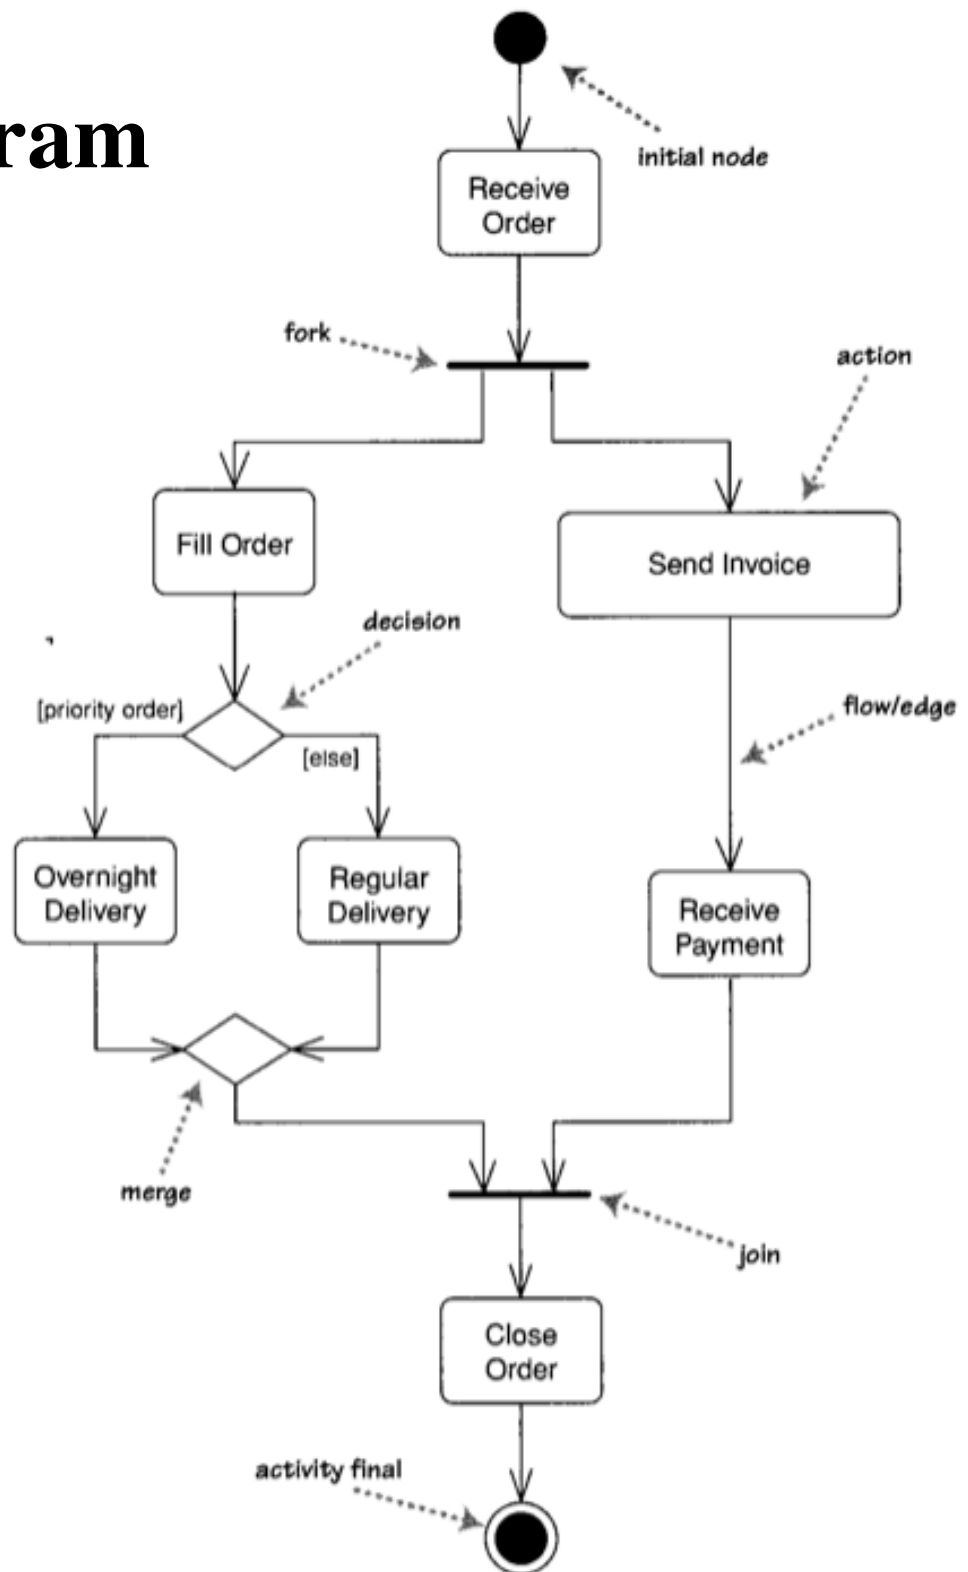 ram
initial node
Receive
Order
fork
action
Fill Order
Send Invoice
decision
[priority order]
flow/edge
[else]
Overnight
Delivery
Regular
Delivery
Receive
Payment
merge
join
Close
Order
activity final